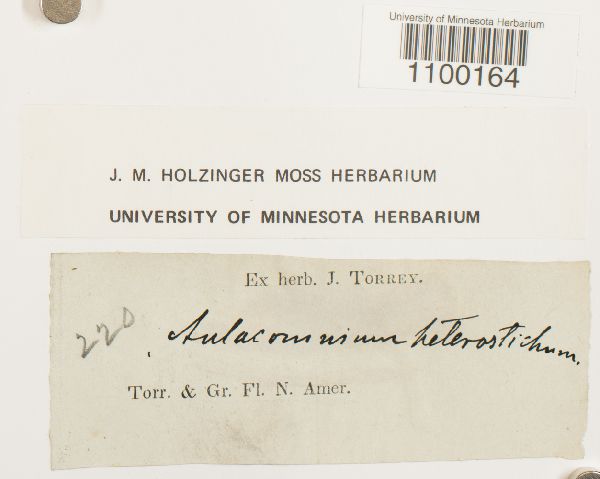 University of Minnesota Herbarium
1100164
J. M. HOLZINGER MOSS HERBARIUM
UNIVERSITY OF MINNESOTA HERBARIUM
Ex herb. J. Torrey.
220
Aulacomnium heterostichum.
Torr. & Gr. Fl. N. Amer.